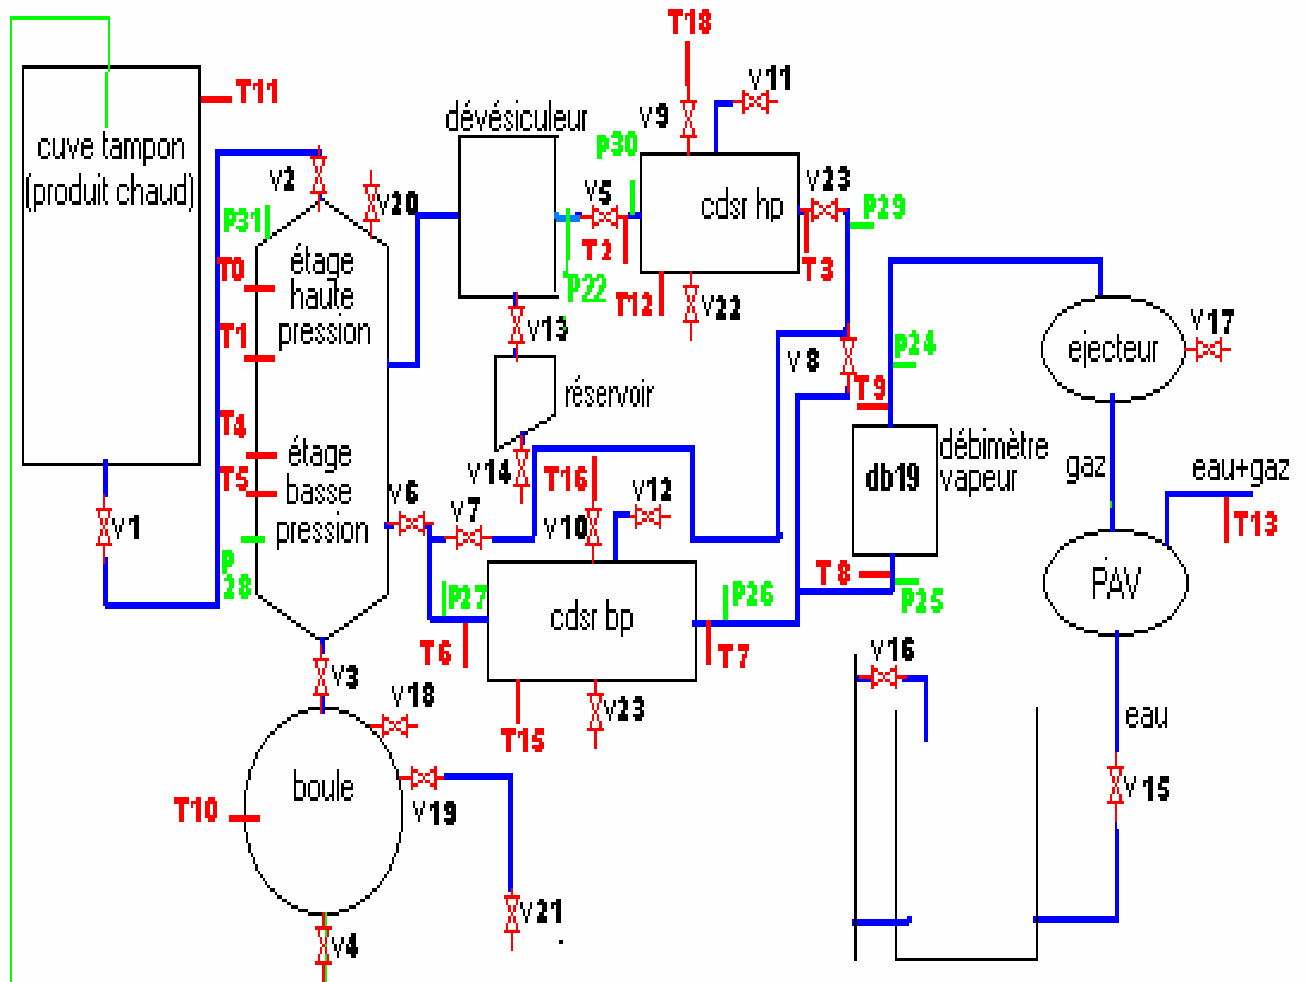 T18
T11
v11
dévésiculeur
v9
cuve tampon
(produit chaud)
p30
v2
v20
v5
cdsr hp
v23
P29
P31
étage
haute
pression
T0
T2
T3
P22
T12
v22
v17
T1
v13
v8
P24
ejecteur
réservoir
T9
T4
étage
basse
pression
T5
v14
T16
v12
débimètre
vapeur
db19
gaz
eau+gaz
v6
v7
v10
T13
v1
P
28
P27
cdsr bp
P26
T8
P25
PAV
T6
T7
v3
v16
v18
v23
T15
eau
boule
T10
v19
v15
v21
v4